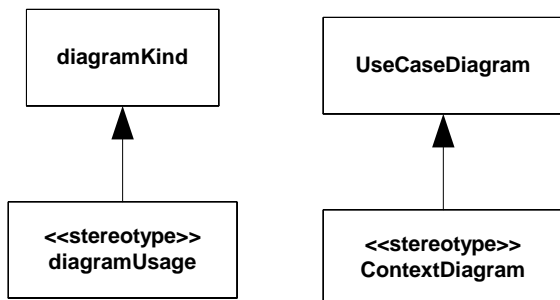 diagramKind
UseCaseDiagram
<<stereotype>>
diagramUsage
<<stereotype>>
ContextDiagram